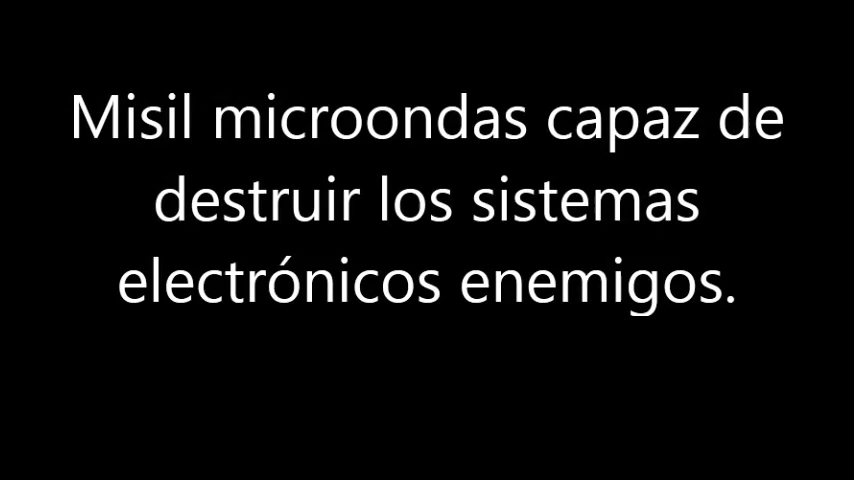 Misil microondas capaz de
destruir los sistemas
electrónicos enemigos.